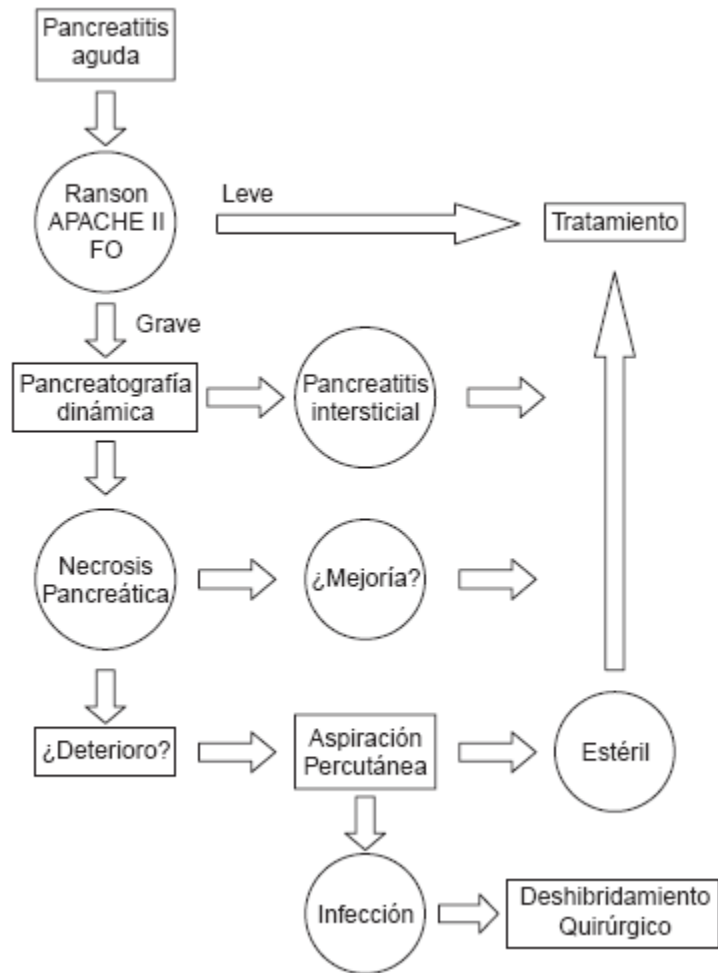 Pancreatitis
aguda
Ranson
APACHE II
FO
Leve
Tratamiento
Grave
Pancreatografía
dinámica
Pancreatitis
intersticial
Necrosis
Pancreática
¿Mejoría?
¿Deterioro?
Aspiración
Percutánea
Estéril
Infección
Deshibridamiento
Quirúrgico